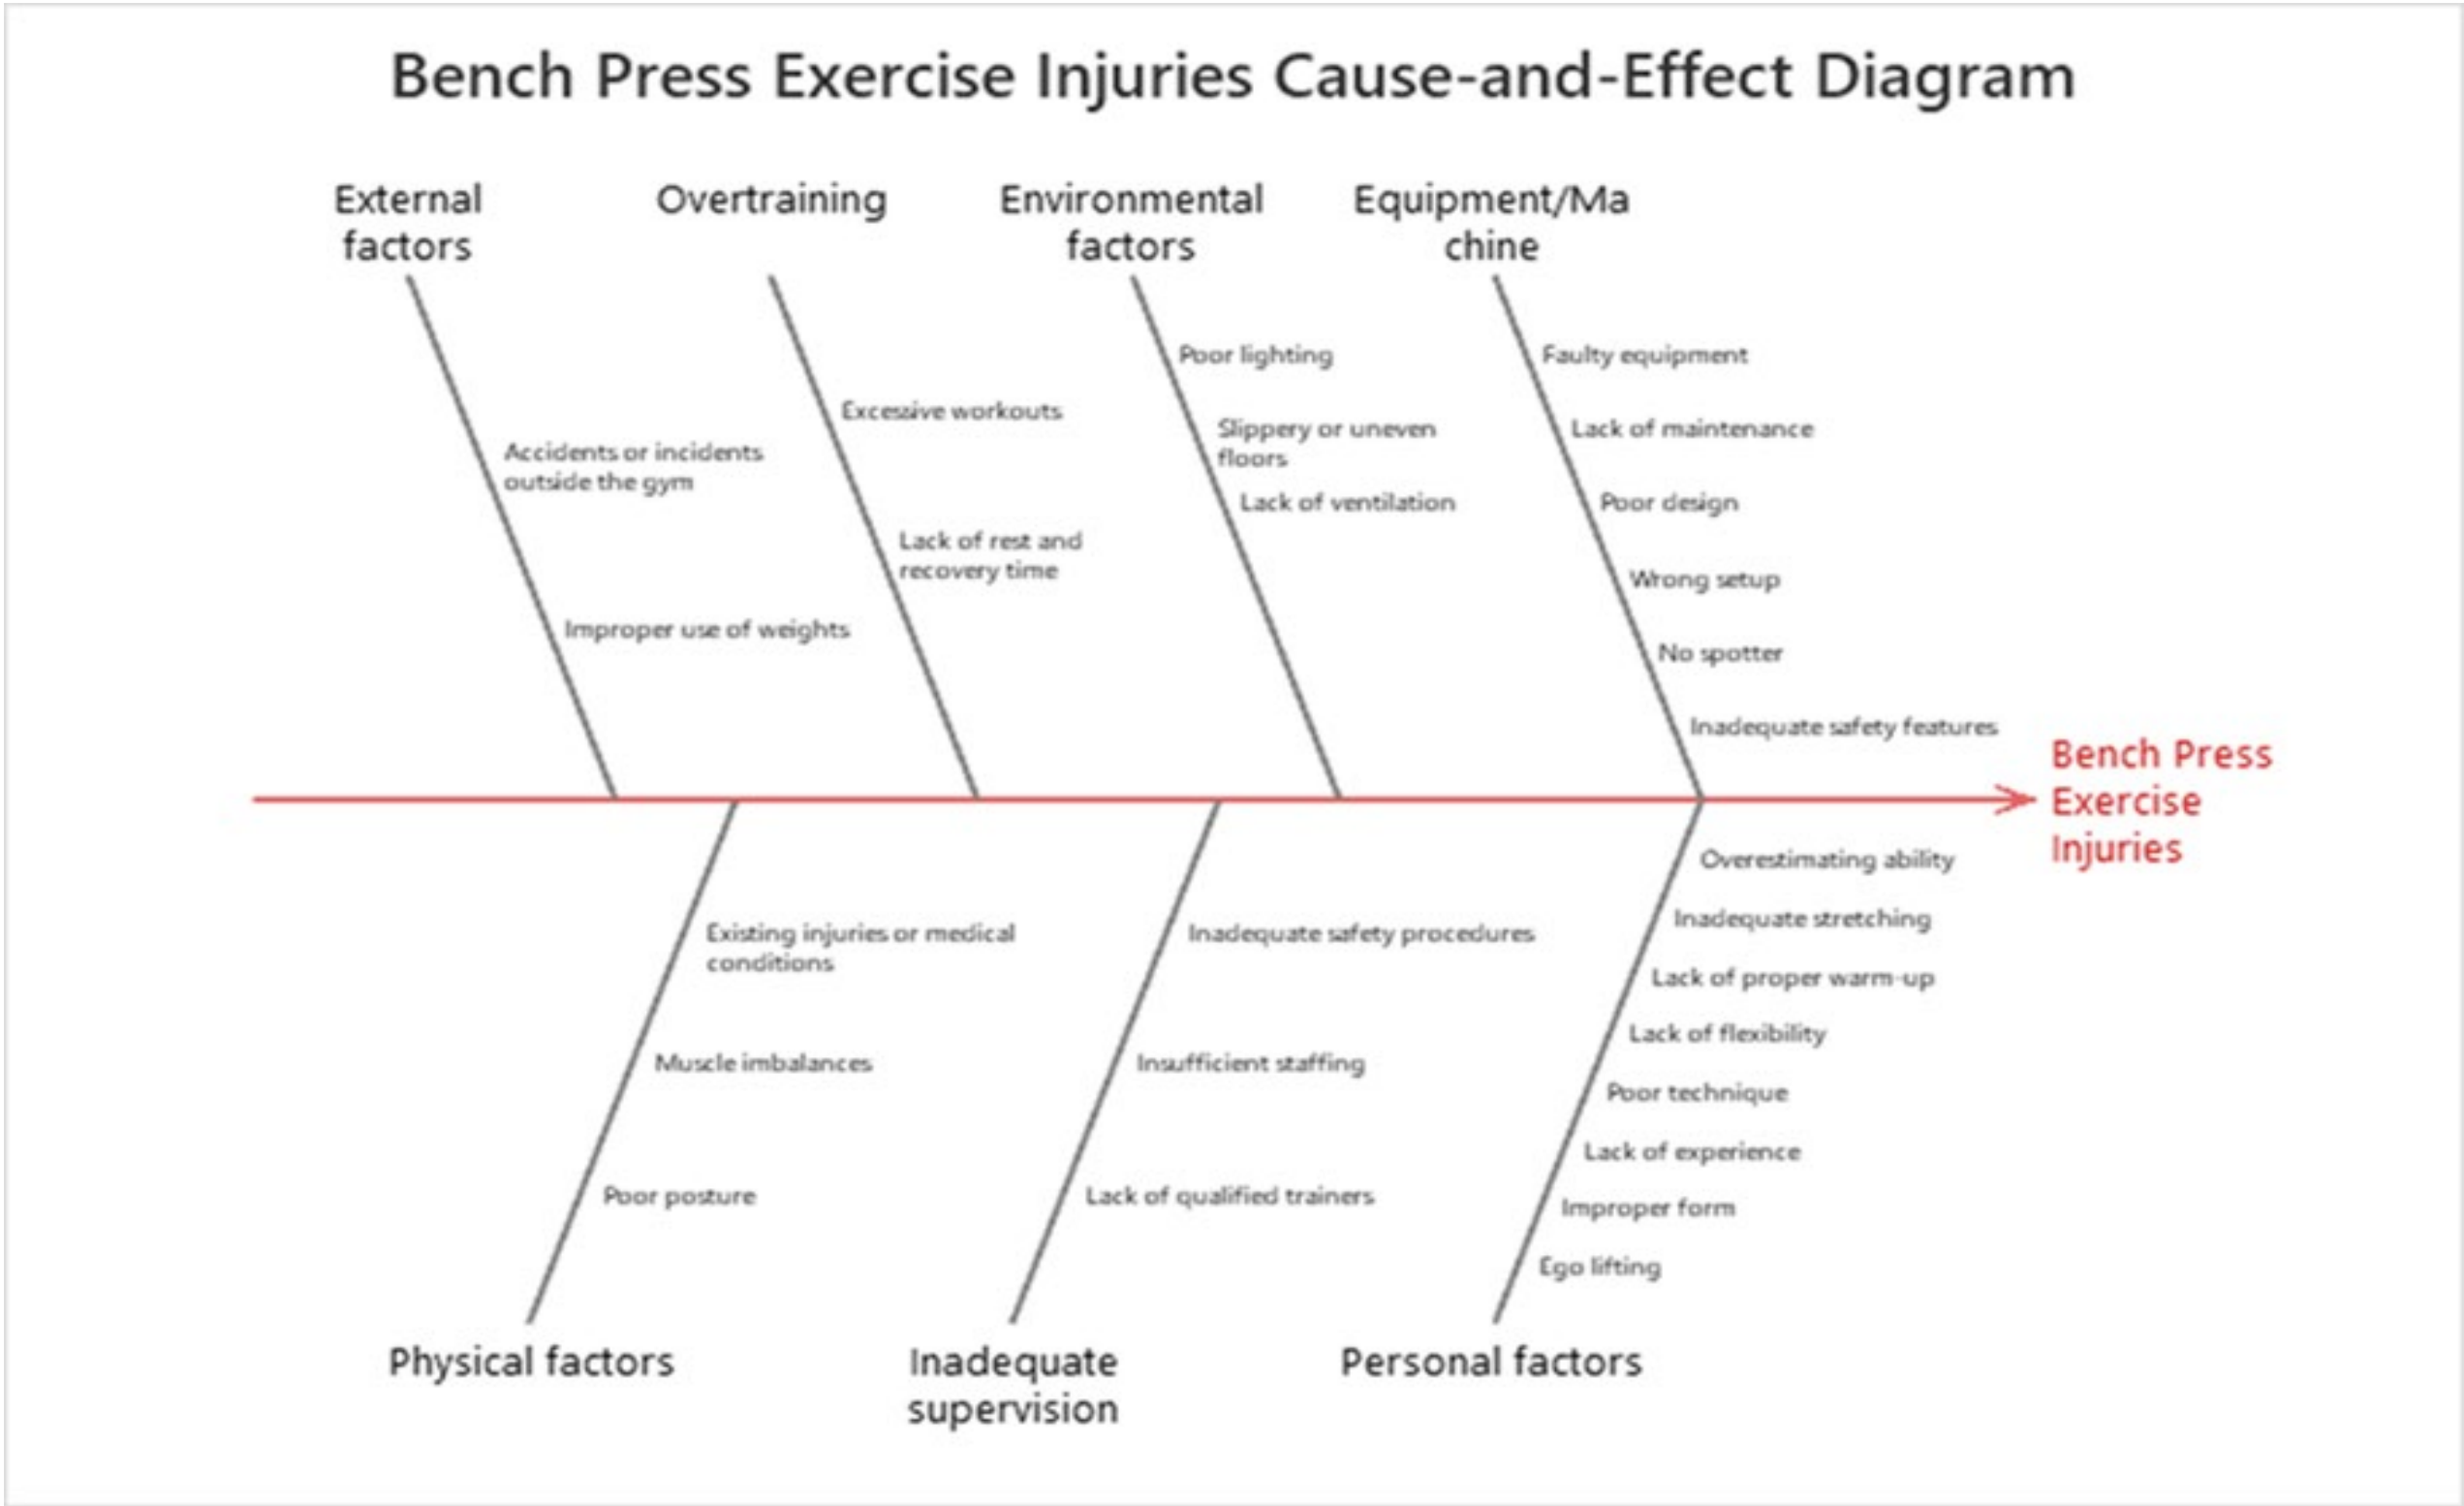 Bench Press Exercise Injuries Cause-and-Effect Diagram
External
factors
Overtraining
Environmental
factors
Equipment/Ma
chine
Accidents or incidents
outside the gym
Improper use of weights
Excessive workouts
Lack of rest and
recovery time
Poor lighting
Slippery or uneven
floors
Lack of ventilation
Faulty equipment
Lack of maintenance
Poor design
Wrong setup
No spotter
Inadequate safety features
Bench Press
Exercise
Injuries
Existing injuries or medical
conditions
Muscle imbalances
Poor posture
Inadequate safety procedures
Insufficient staffing
Lack of qualified trainers
Overestimating ability
Inadequate stretching
Lack of proper warm-up
Lack of flexibility
Poor technique
Lack of experience
Improper form
Ego lifting
Physical factors
Inadequate
supervision
Personal factors